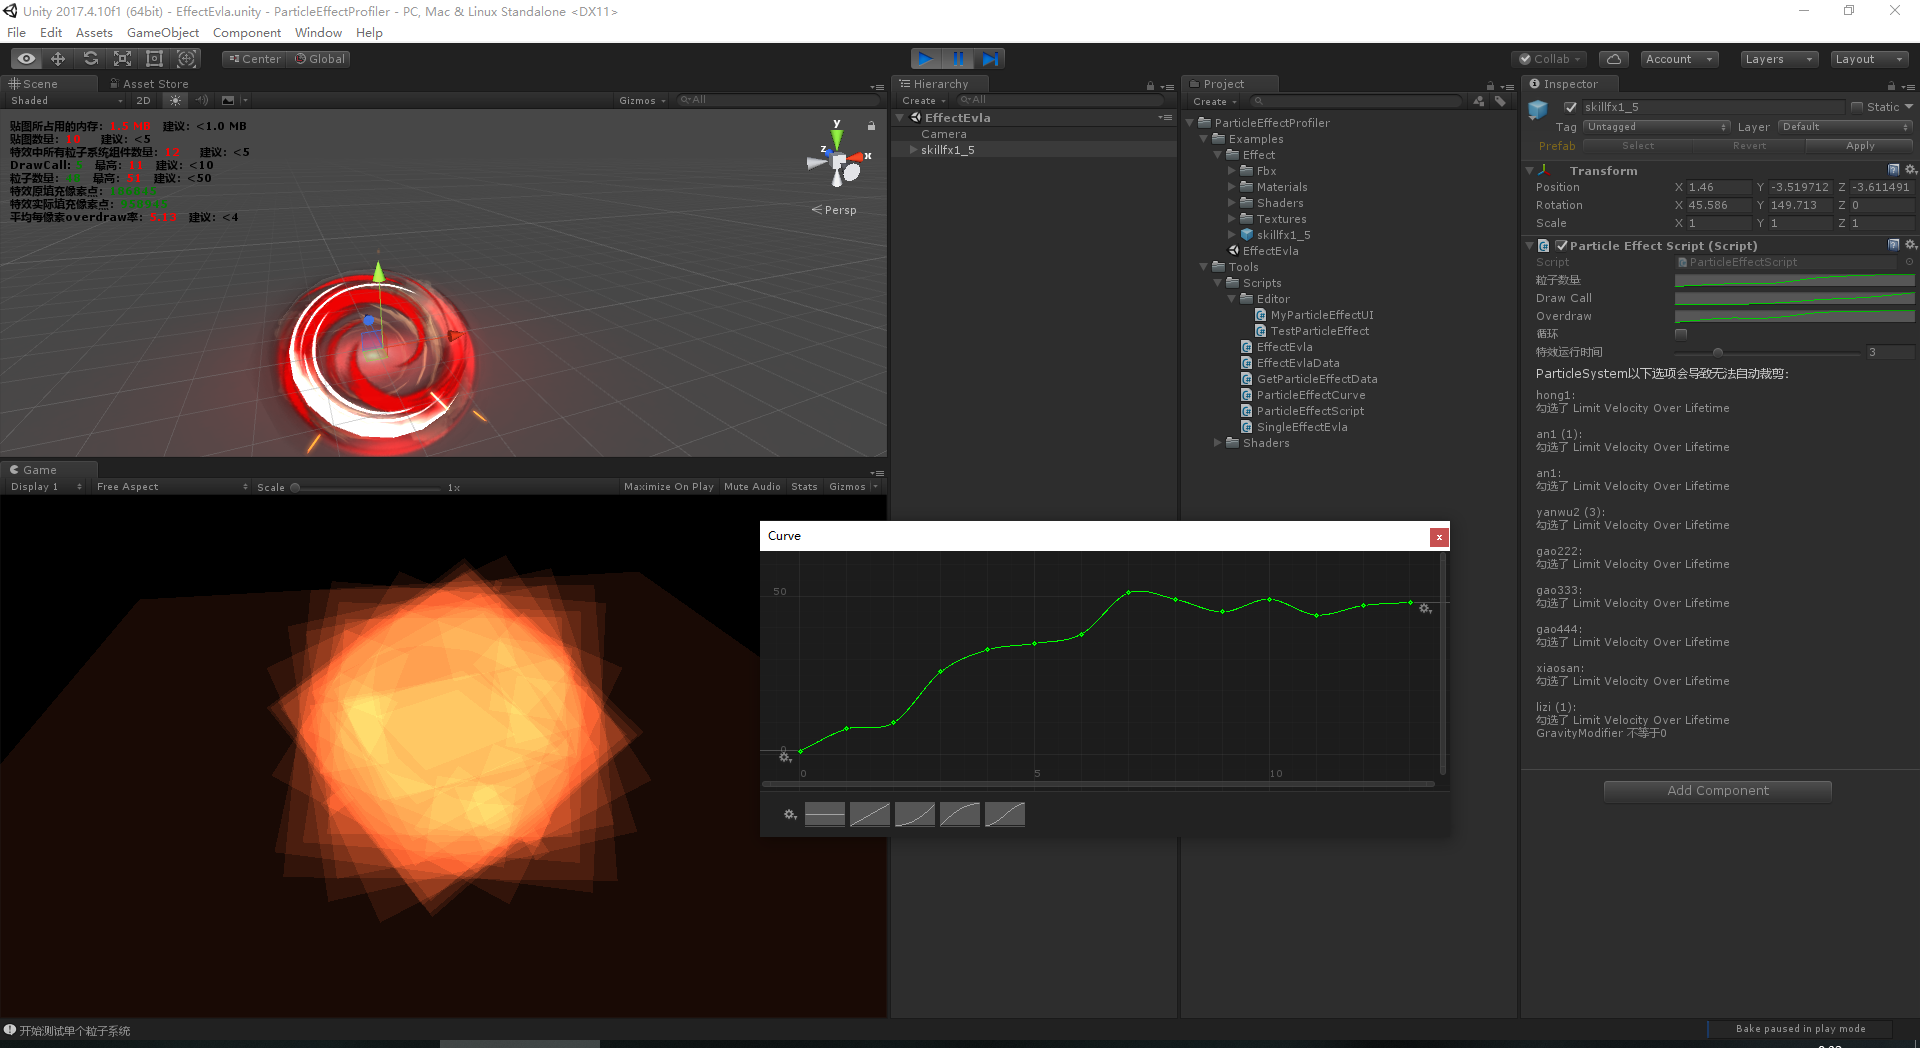 Unity 2017.4.10f1 (64bit) - EffectEvla.unity - ParticleEffectProfiler - PC, Mac & Linux Standalone <DX11>
File Edit Assets GameObject Component Window Help
Center Global
Collab Account Layers Layout
Scene Asset Store
Shaded 2D Gizmos All
贴图所占用的内存: 1.5 MB 建议: <1.0 MB
贴图数量: 10 建议: <5
特效中所有粒子系统组件数量: 12 建议: <5
DrawCall: 最高: 建议: <10
粒子数量: 最高: 51 建议: <50
特效原填充像素点:
特效实际填充像素点:
平均每像素overdraw率: 建议: <4
y
x
z
Persp
Game
Display 1 Free Aspect Scale 1x Maximize On Play Mute Audio Stats Gizmos
Hierarchy
Create All
EffectEvla
Camera
skillfx1_5
Project
Create
ParticleEffectProfiler
Examples
Effect
Fbx
Materials
Shaders
Textures
skillfx1_5
EffectEvla
Tools
Scripts
Editor
MyParticleEffectUI
TestParticleEffect
EffectEvla
EffectEvlaData
GetParticleEffectData
ParticleEffectCurve
ParticleEffectScript
SingleEffectEvla
Shaders
Inspector
skillfx1_5 Static
Tag Untagged Layer Default
Prefab Select Revert Apply
Transform
Position X 1.46 Y -3.519712 Z -3.611491
Rotation X 45.586 Y 149.713 Z 0
Scale X 1 Y 1 Z 1
Particle Effect Script (Script)
Script ParticleEffectScript
粒子数量
Draw Call
Overdraw
循环
特效运行时间 3
ParticleSystem以下选项会导致无法自动裁剪:
hong1:
勾选了 Limit Velocity Over Lifetime
an1 (1):
勾选了 Limit Velocity Over Lifetime
an1:
勾选了 Limit Velocity Over Lifetime
yanwu2 (3):
勾选了 Limit Velocity Over Lifetime
gao222:
勾选了 Limit Velocity Over Lifetime
gao333:
勾选了 Limit Velocity Over Lifetime
gao444:
勾选了 Limit Velocity Over Lifetime
xiaosan:
勾选了 Limit Velocity Over Lifetime
lizi (1):
勾选了 Limit Velocity Over Lifetime
GravityModifier 不等于0
Add Component
Curve
x
50
0
0 5 10
开始测试单个粒子系统
Bake paused in play mode